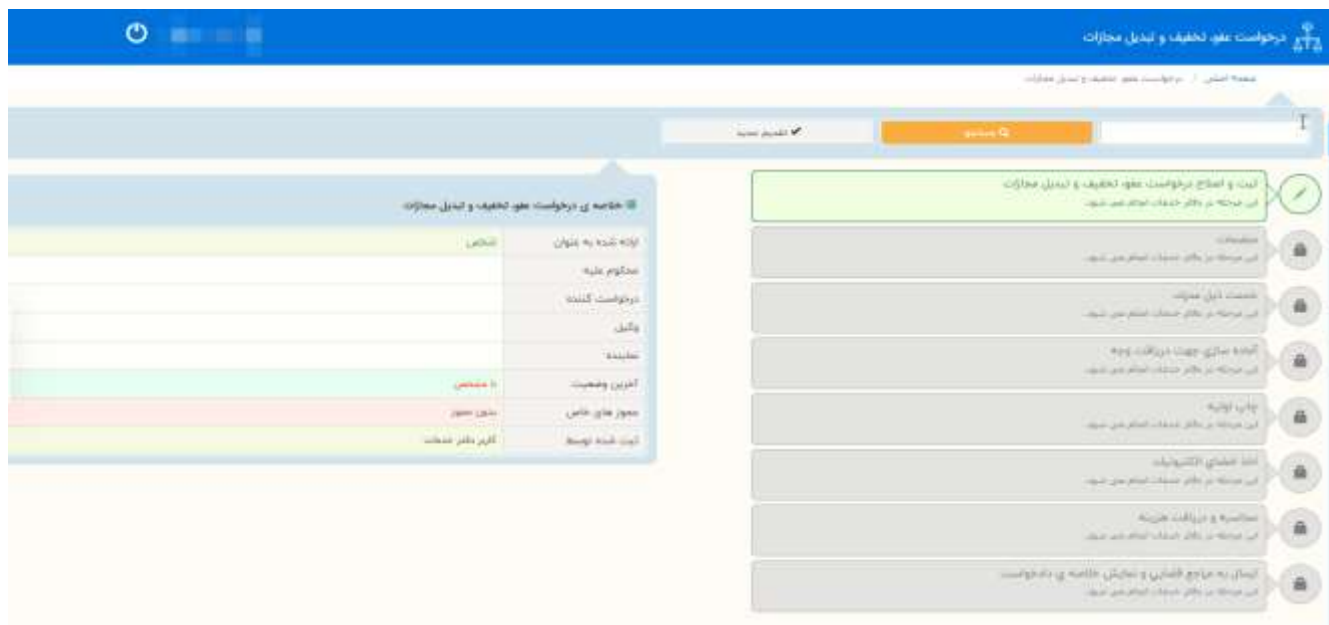 درخواست عفو، تخفیف و تبدیل مجازات
صفحه اصلی / درخواست عفو، تخفیف و تبدیل مجازات
جستجو
تقدیم جدید
ثبت و اصلاح درخواست عفو، تخفیف و تبدیل مجازات
این مرحله در دفاتر خدمات انجام می شود.
منضمات
این مرحله در دفاتر خدمات انجام می شود.
این مرحله در دفاتر خدمات انجام می شود.
آماده سازی جهت دریافت وجه
این مرحله در دفاتر خدمات انجام می شود.
چاپ اولیه
این مرحله در دفاتر خدمات انجام می شود.
اخذ امضای الکترونیک
این مرحله در دفاتر خدمات انجام می شود.
محاسبه و دریافت هزینه
این مرحله در دفاتر خدمات انجام می شود.
ارسال به مراجع قضایی و نمایش خلاصه ی دادخواست
این مرحله در دفاتر خدمات انجام می شود.
خلاصه ی درخواست عفو، تخفیف و تبدیل مجازات
ارائه شده به عنوان شخص
محکوم علیه
درخواست کننده
وکیل
نماینده
آخرین وضعیت نا مشخص
مجوز های خاص بدون مجوز
ثبت شده توسط کاربر دفتر خدمات